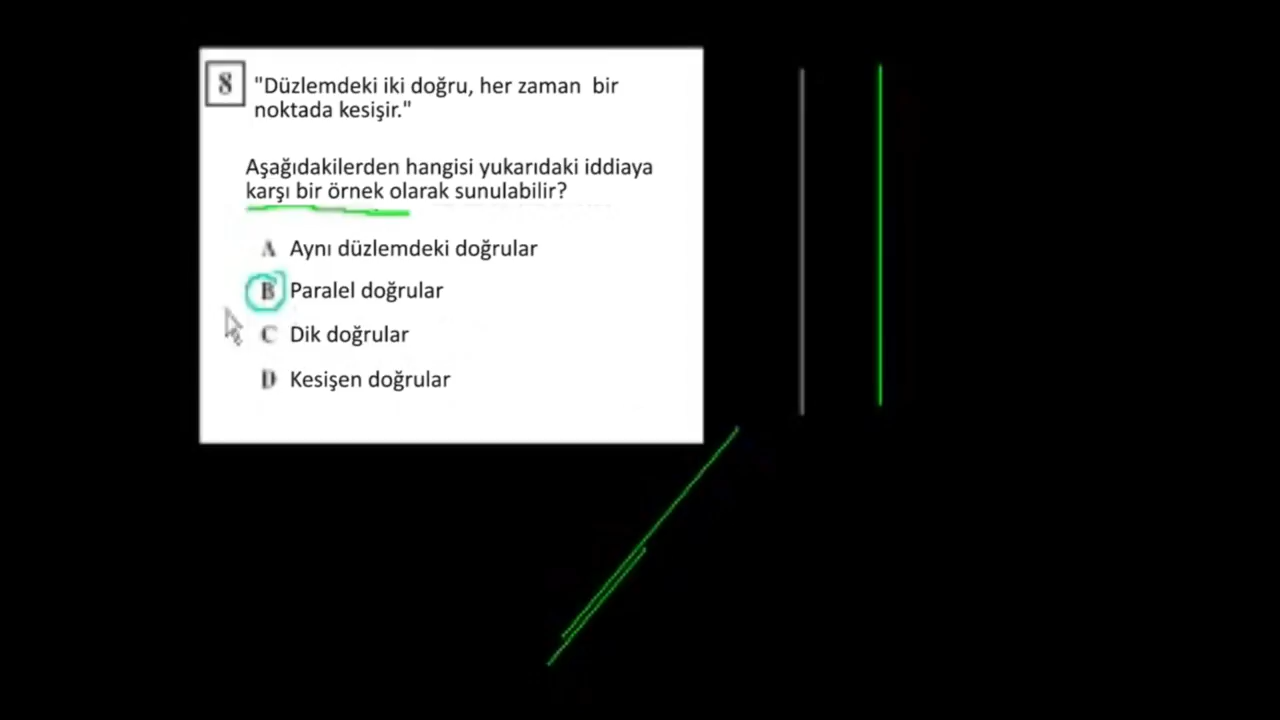 8
"Düzlemdeki iki doğru, her zaman bir
noktada kesişir."
Aşağıdakilerden hangisi yukarıdaki iddiaya
karşı bir örnek olarak sunulabilir?
A Aynı düzlemdeki doğrular
B Paralel doğrular
C Dik doğrular
D Kesişen doğrular